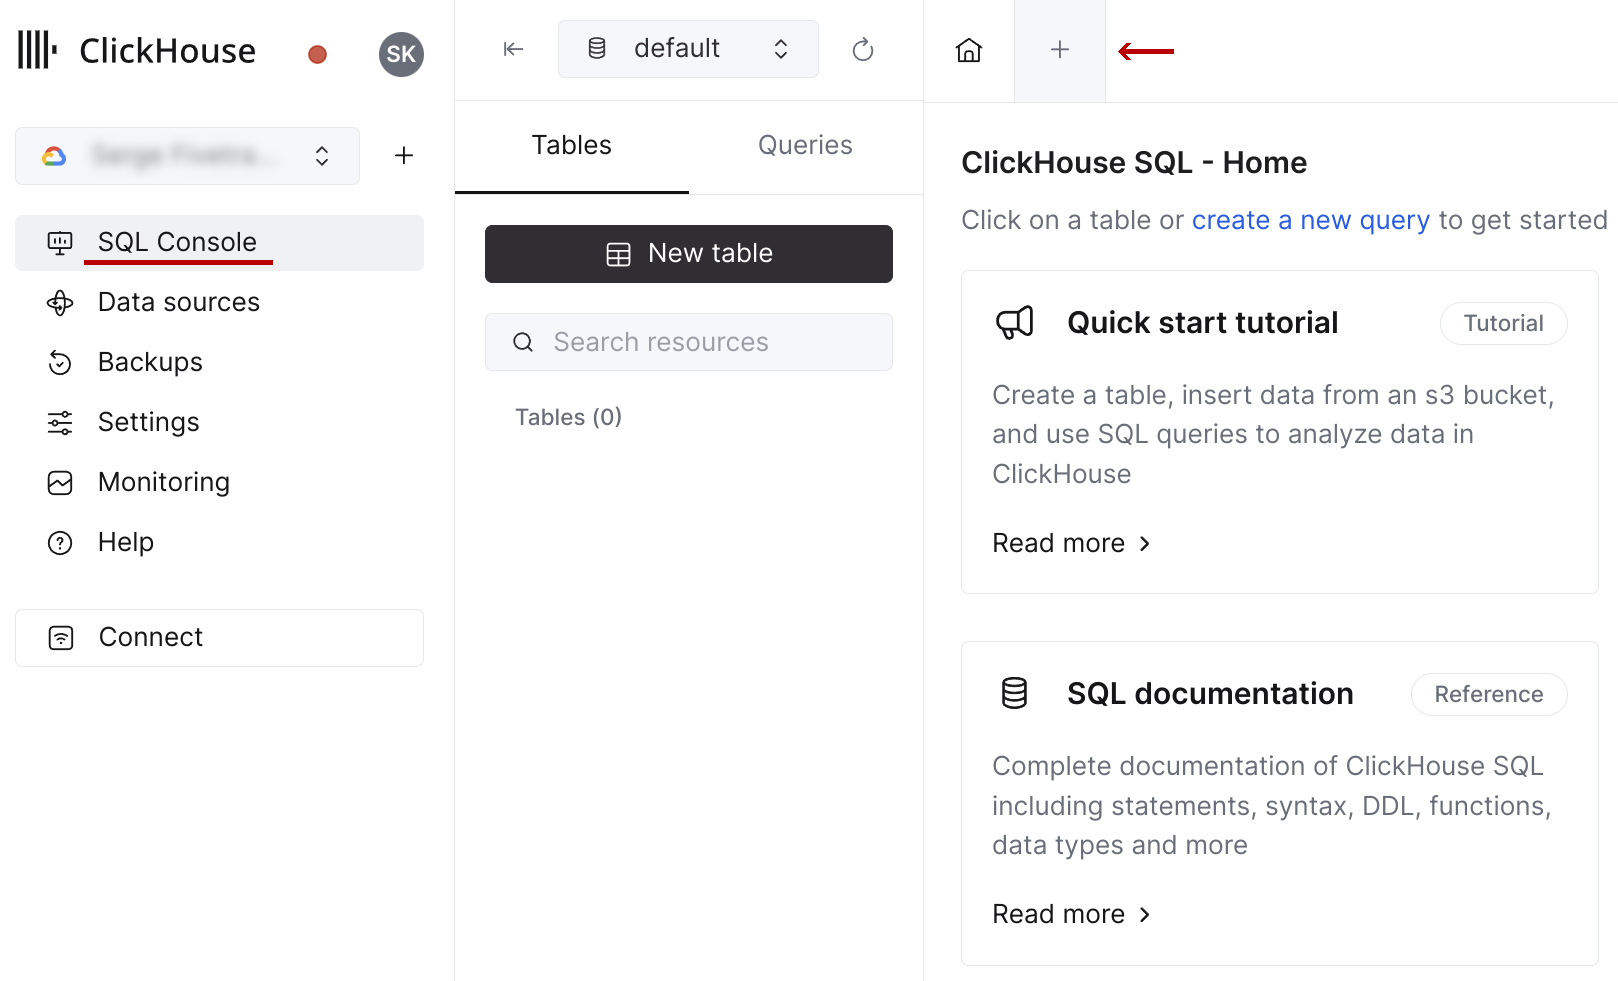 ClickHouse
SK
SQL Console
Data sources
Backups
Settings
Monitoring
Help
Connect
default
Tables
Queries
New table
Search resources
Tables (0)
ClickHouse SQL - Home
Click on a table or create a new query to get started
Quick start tutorial
Tutorial
Create a table, insert data from an s3 bucket,
and use SQL queries to analyze data in
ClickHouse
Read more
SQL documentation
Reference
Complete documentation of ClickHouse SQL
including statements, syntax, DDL, functions,
data types and more
Read more